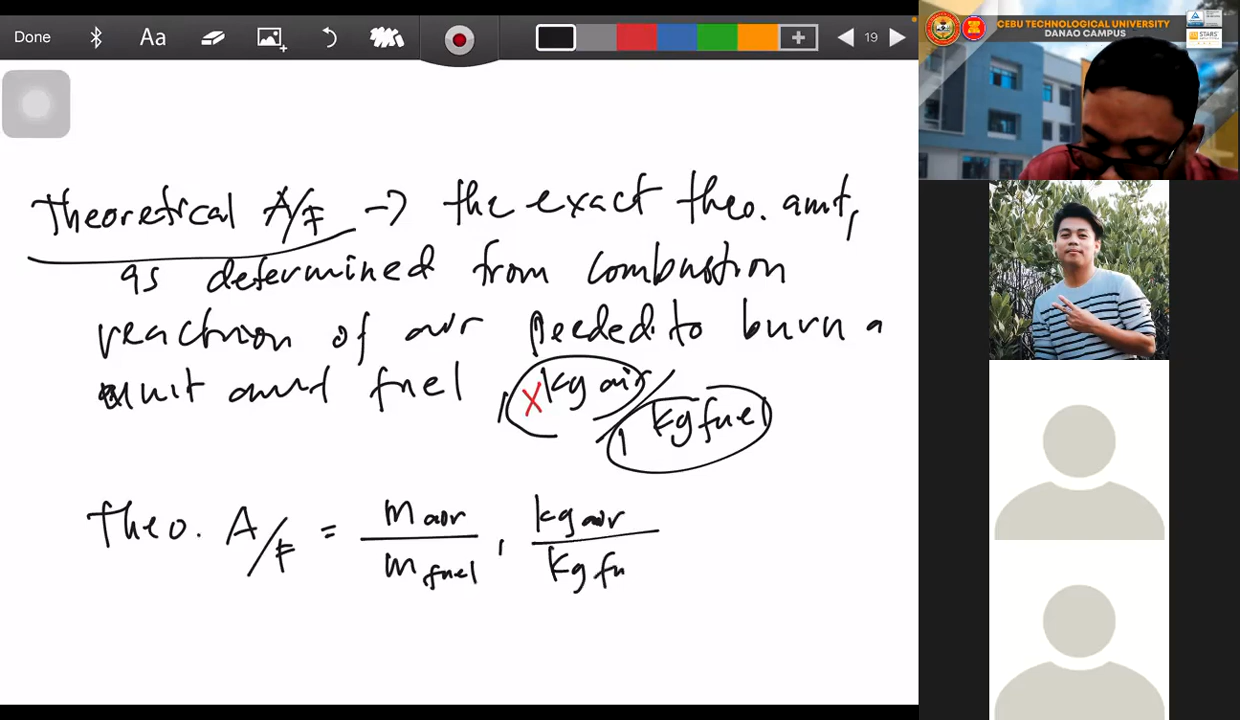 Done
Aa
19
CEBU TECHNOLOGICAL UNIVERSITY
DANAO CAMPUS
STARS
Theoretical A/F → the exact theo. amt,
as determined from combustion
reaction of air needed to burn a
unit amt fuel , x kg air / 1 kg fuel
Theo. A/F = m air / m fuel , kg air / kg fu